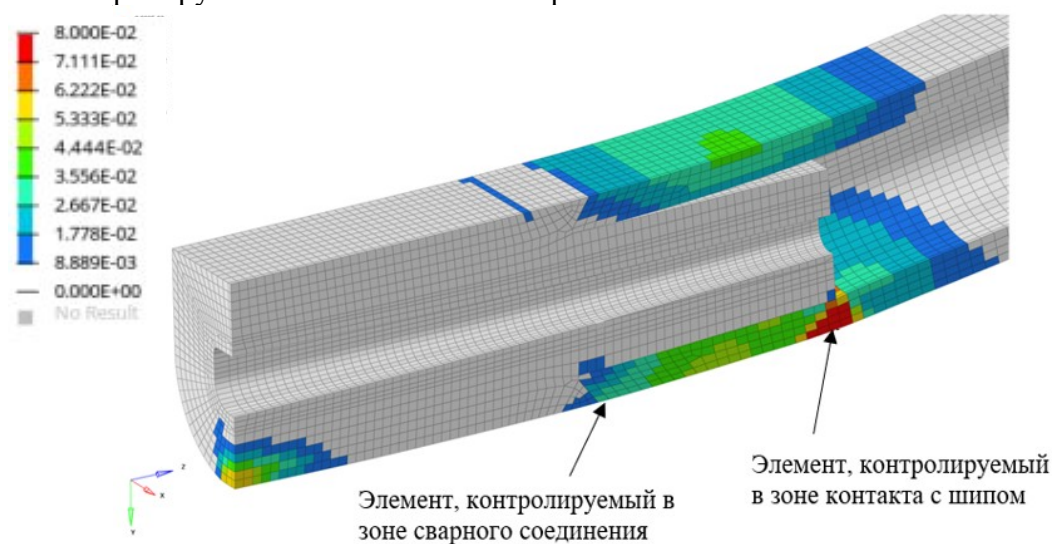 8.000E-02
7.111E-02
6.222E-02
5.333E-02
4.444E-02
3.556E-02
2.667E-02
1.778E-02
8.889E-03
0.000E+00
No Result
z
x
Y
Элемент, контролируемый
в зоне контакта с шипом
Элемент, контролируемый в
зоне сварного соединения